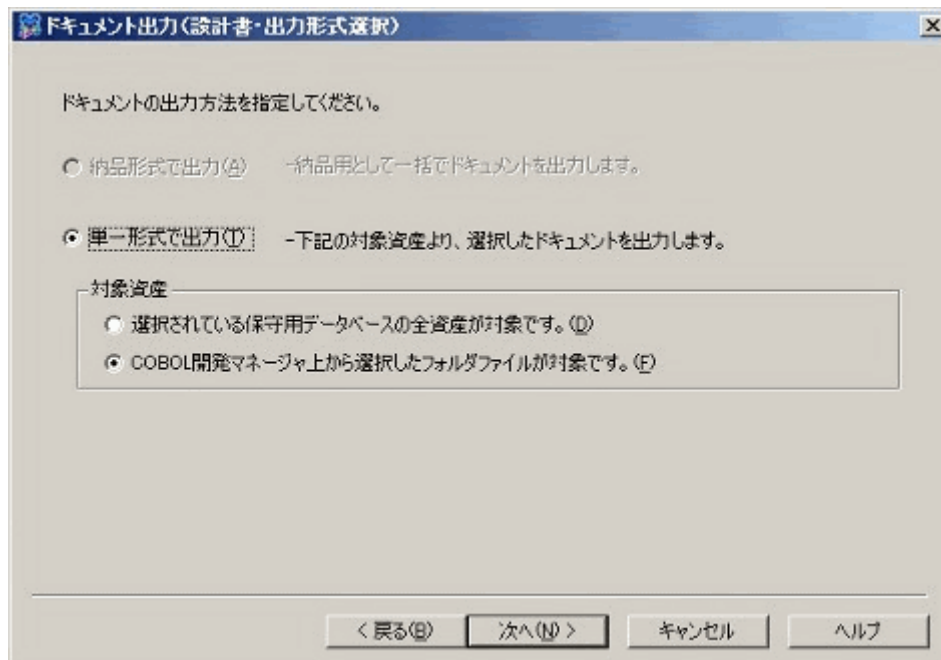 ドキュメント出力(設計書・出力形式選択)
ドキュメントの出力方法を指定してください。
納品形式で出力(A) -納品用として一括でドキュメントを出力します。
単一形式で出力(T) -下記の対象資産より、選択したドキュメントを出力します。
対象資産
選択されている保守用データベースの全資産が対象です。(D)
COBOL開発マネージャ上から選択したフォルダファイルが対象です。(F)
< 戻る(B) 次へ(N) > キャンセル ヘルプ